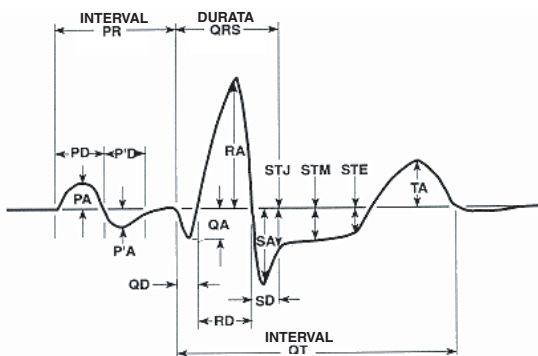 INTERVAL
PR
DURATA
QRS
PD P'D
RA
STJ STM STE
PA
TA
QA
SA
P'A
QD
SD
RD
INTERVAL
QT